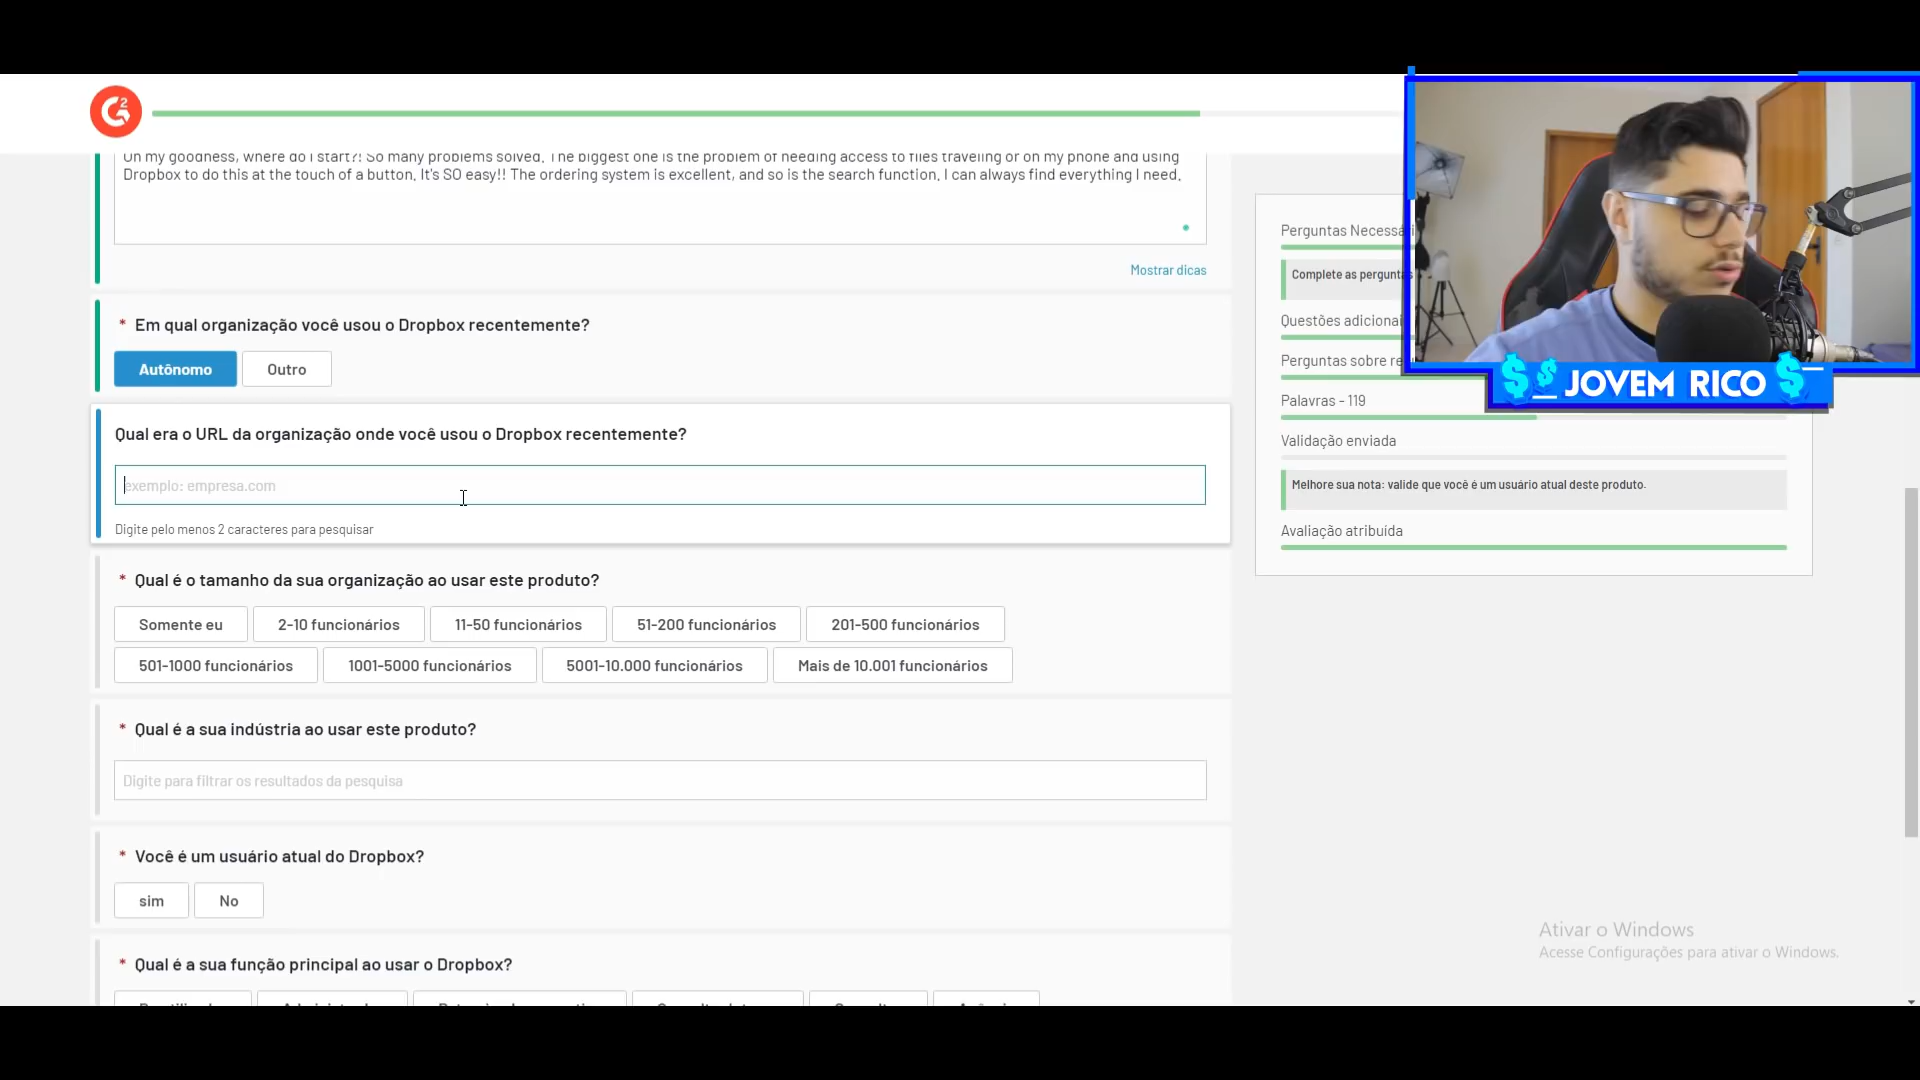 G2
Oh my goodness, where do I start?! So many problems solved. The biggest one is the problem of needing access to files traveling or on my phone and using
Dropbox to do this at the touch of a button. It's SO easy!! The ordering system is excellent, and so is the search function. I can always find everything I need.
Mostrar dicas
* Em qual organização você usou o Dropbox recentemente?
Autônomo
Outro
Qual era o URL da organização onde você usou o Dropbox recentemente?
exemplo: empresa.com
Digite pelo menos 2 caracteres para pesquisar
* Qual é o tamanho da sua organização ao usar este produto?
Somente eu
2-10 funcionários
11-50 funcionários
51-200 funcionários
201-500 funcionários
501-1000 funcionários
1001-5000 funcionários
5001-10.000 funcionários
Mais de 10.001 funcionários
* Qual é a sua indústria ao usar este produto?
Digite para filtrar os resultados da pesquisa
* Você é um usuário atual do Dropbox?
sim
No
* Qual é a sua função principal ao usar o Dropbox?
Perguntas
Complete as
Questões
Perguntas sobre
Palavras - 119
Validação enviada
Melhore sua nota: valide que você é um usuário atual deste produto.
Avaliação atribuída
$ $ JOVEM RICO $
Ativar o Windows
Acesse Configurações para ativar o Windows.